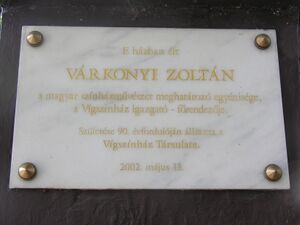 E házban élt
VÁRKONYI ZOLTÁN
a magyar színházművészet meghatározó egyénisége,
a Vígszínház igazgató - főrendezője.
Születése 90. évfordulóján állíttatta a
Vígszínház Társulata.
2002. május 13.